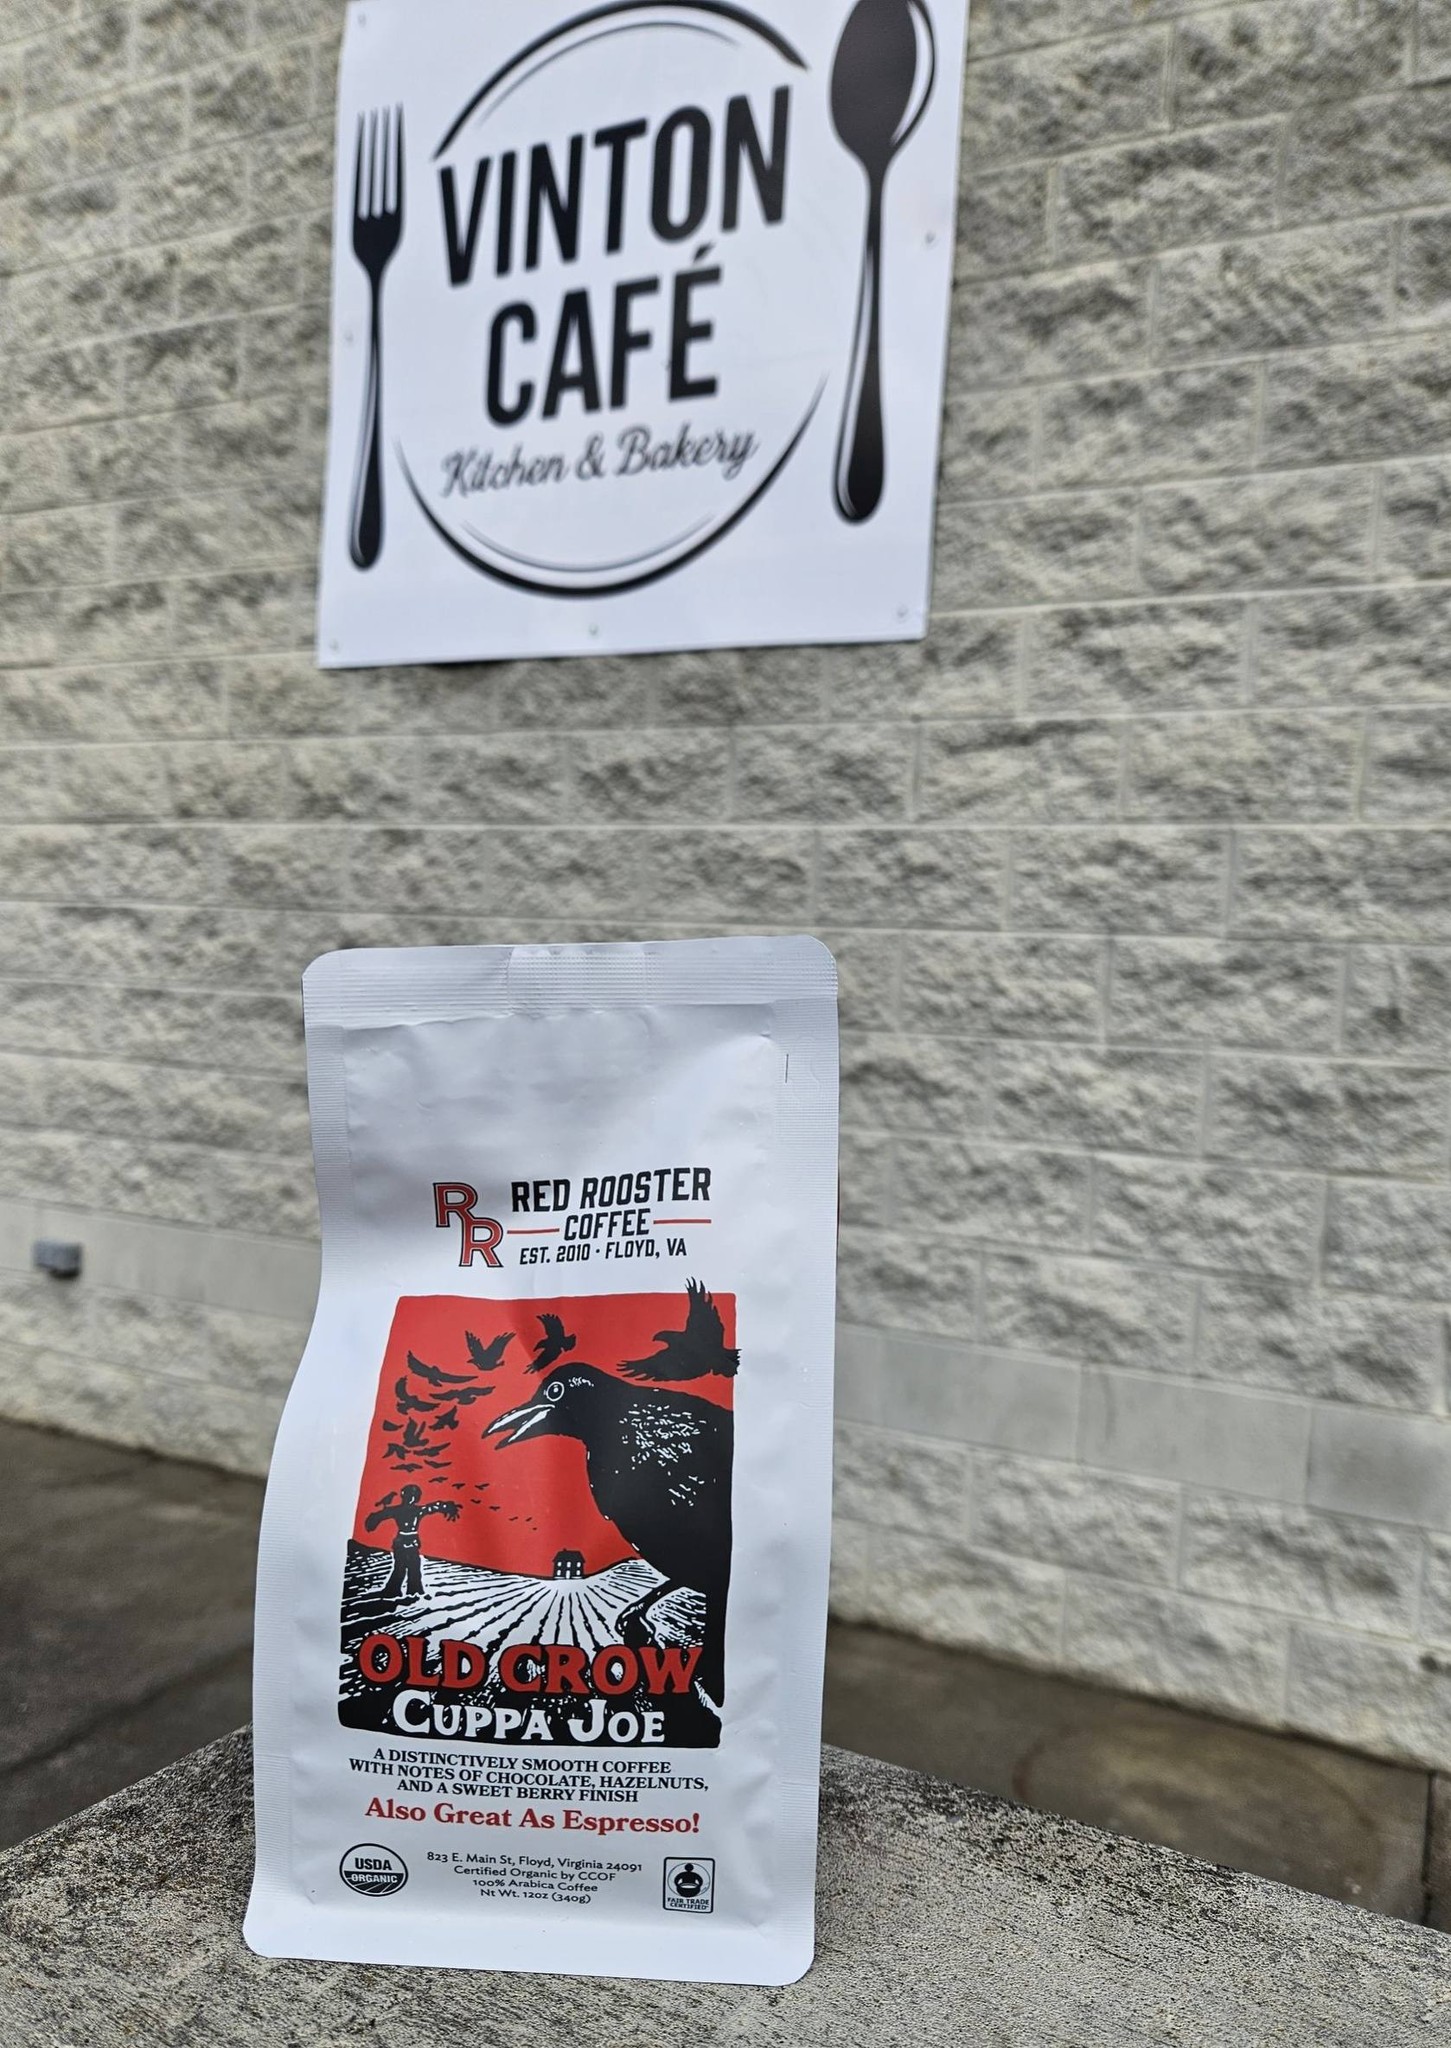 VINTON
CAFÉ
Kitchen & Bakery
RR
RED ROOSTER
COFFEE
EST. 2010 · FLOYD, VA
OLD CROW
CUPPA JOE
A DISTINCTIVELY SMOOTH COFFEE
WITH NOTES OF CHOCOLATE, HAZELNUTS,
AND A SWEET BERRY FINISH
Also Great As Espresso!
USDA
ORGANIC
823 E. Main St, Floyd, Virginia 24091
Certified Organic by CCOF
100% Arabica Coffee
Nt Wt. 12oz (340g)
FAIR TRADE
CERTIFIED